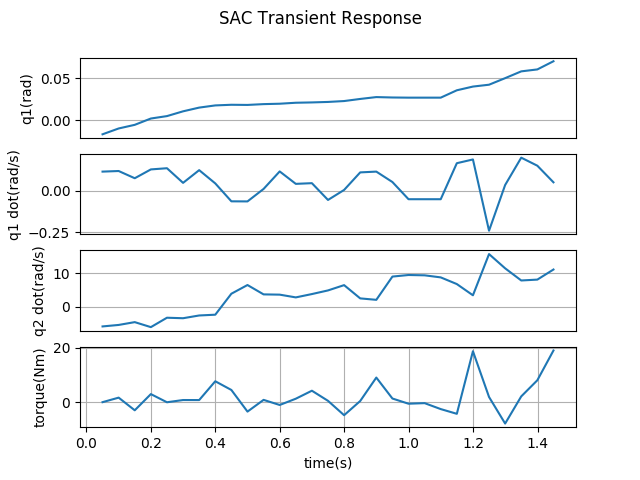 SAC Transient Response
q1(rad)
0.05
0.00
q1 dot(rad/s)
0.00
−0.25
q2 dot(rad/s)
10
0
torque(Nm)
20
0
0.0 0.2 0.4 0.6 0.8 1.0 1.2 1.4
time(s)